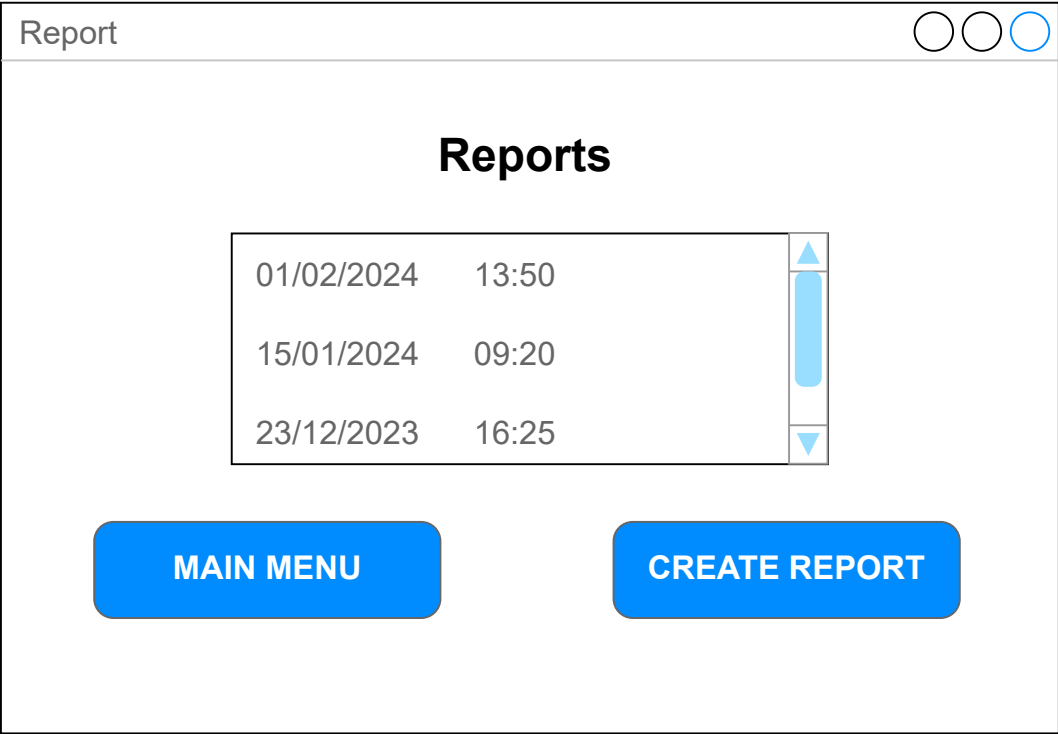 Report
Reports
01/02/2024 13:50
15/01/2024 09:20
23/12/2023 16:25
MAIN MENU CREATE REPORT